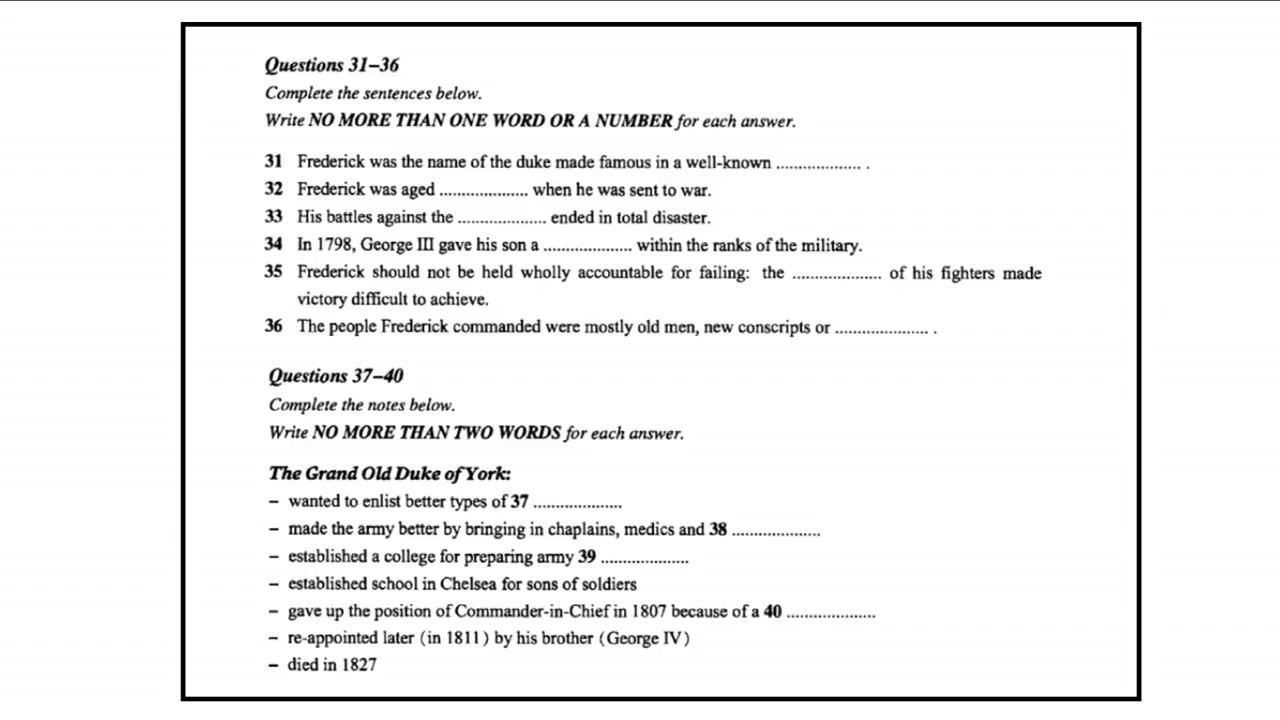 Questions 31–36
Complete the sentences below.
Write NO MORE THAN ONE WORD OR A NUMBER for each answer.
31 Frederick was the name of the duke made famous in a well-known ................... .
32 Frederick was aged ................... when he was sent to war.
33 His battles against the ................... ended in total disaster.
34 In 1798, George III gave his son a ................... within the ranks of the military.
35 Frederick should not be held wholly accountable for failing: the ................... of his fighters made
victory difficult to achieve.
36 The people Frederick commanded were mostly old men, new conscripts or .................... .
Questions 37–40
Complete the notes below.
Write NO MORE THAN TWO WORDS for each answer.
The Grand Old Duke of York:
– wanted to enlist better types of 37 ...................
– made the army better by bringing in chaplains, medics and 38 ...................
– established a college for preparing army 39 ...................
– established school in Chelsea for sons of soldiers
– gave up the position of Commander-in-Chief in 1807 because of a 40 ...................
– re-appointed later (in 1811) by his brother (George IV)
– died in 1827